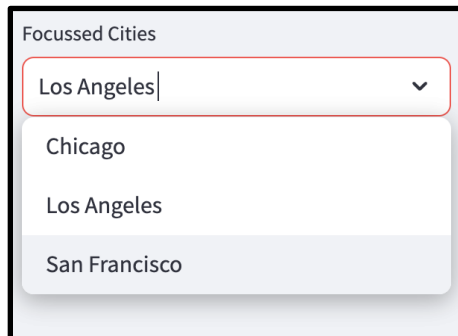 Focussed Cities
Los Angeles
Chicago
Los Angeles
San Francisco